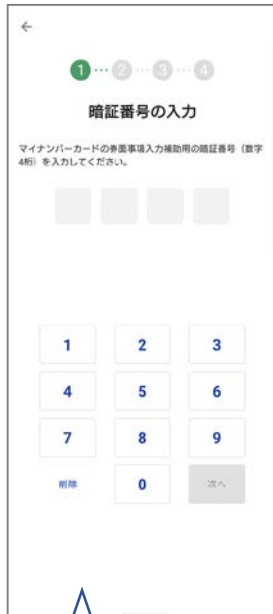 ←
1 ··· 2 ··· 3 ··· 4
暗証番号の入力
マイナンバーカードの券面事項入力補助用の暗証番号（数字
4桁）を入力してください。
1 2 3
4 5 6
7 8 9
削除 0 次へ